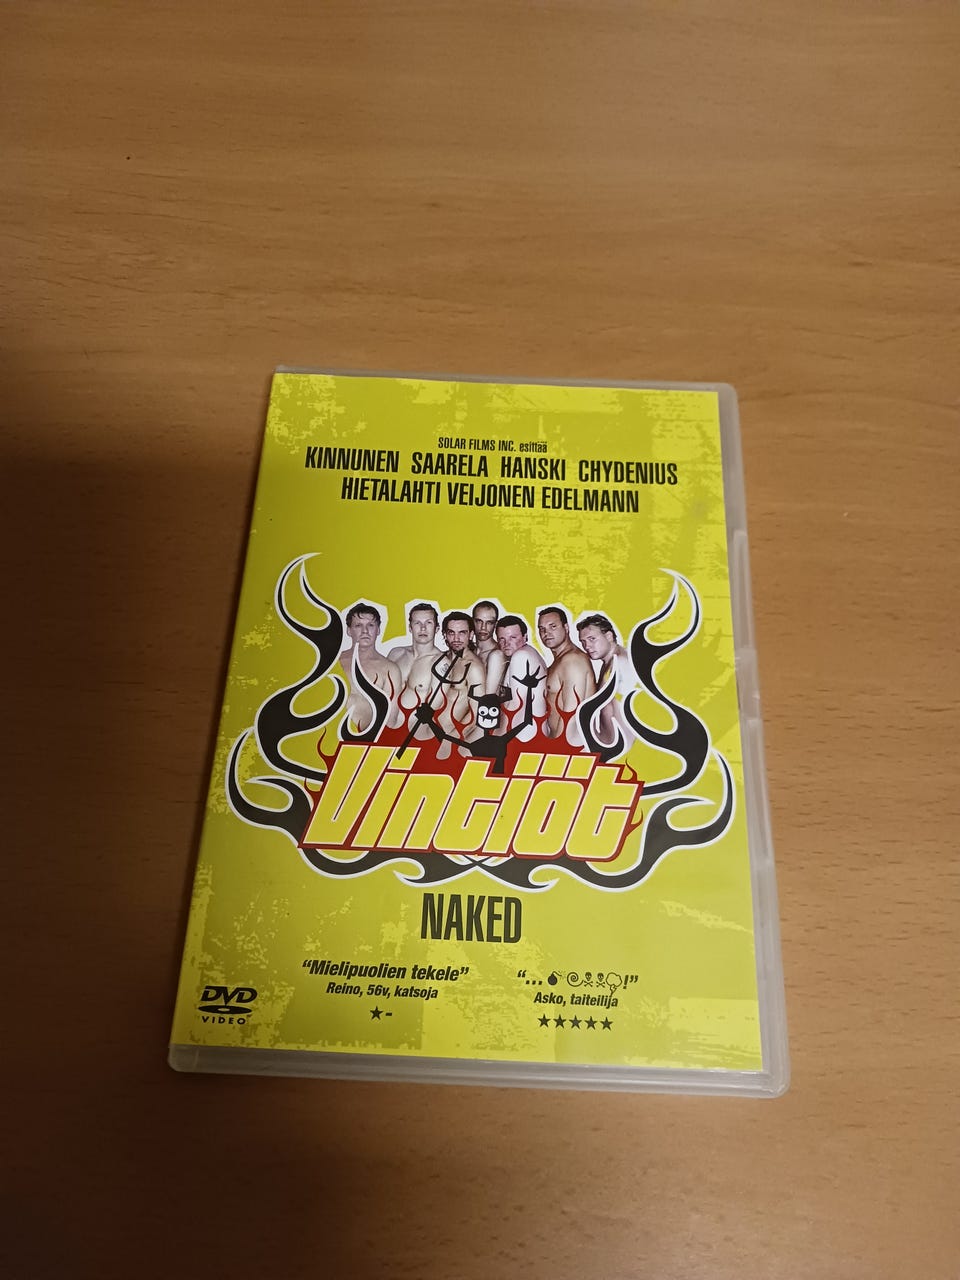 SOLAR FILMS INC. esittää
KINNUNEN SAARELA HANSKI CHYDENIUS
HIETALAHTI VEIJONEN EDELMANN
Vintiöt
NAKED
"Mielipuolien tekele"
Reino, 56v, katsoja
★-
"...💣🌀☠☠💭!"
Asko, taiteilija
★★★★★
DVD
VIDEO